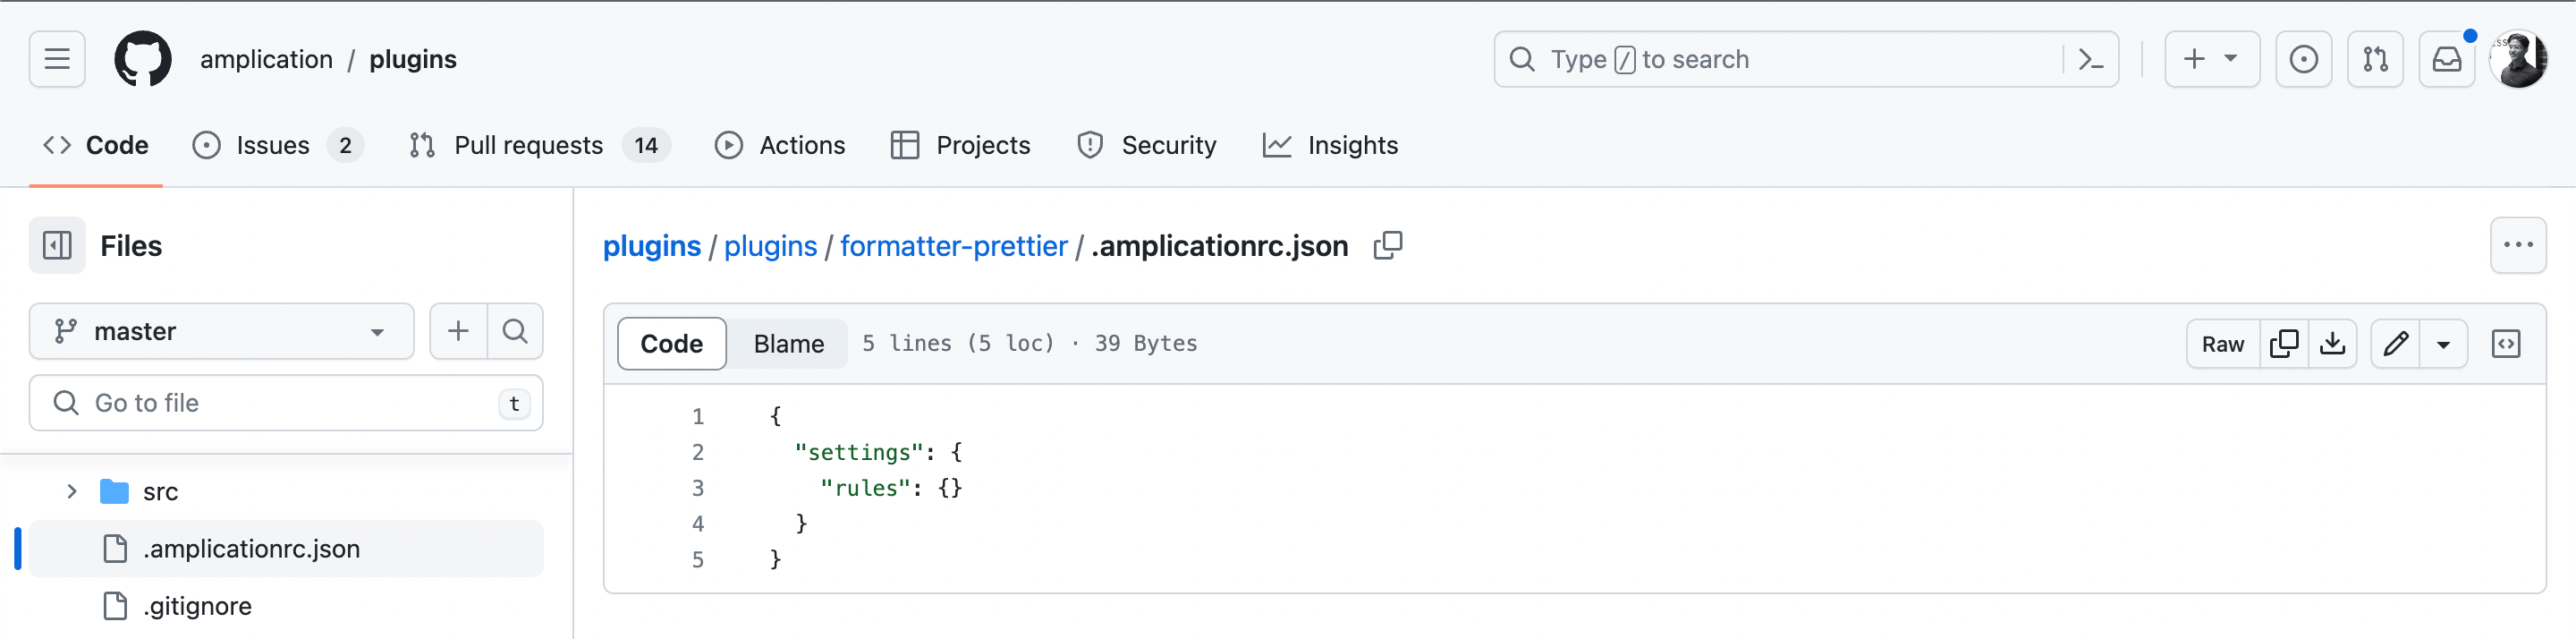 amplication / plugins
Type / to search
Code
Issues 2
Pull requests 14
Actions
Projects
Security
Insights
Files
master
Go to file t
src
.amplicationrc.json
.gitignore
plugins / plugins / formatter-prettier / .amplicationrc.json
Code Blame 5 lines (5 loc) · 39 Bytes
Raw
1 {
2 "settings": {
3 "rules": {}
4 }
5 }